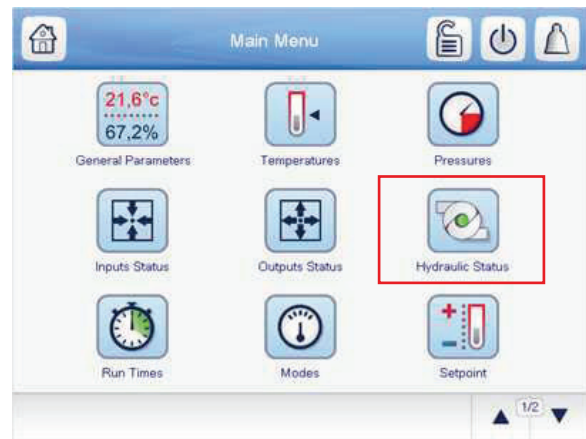 Main Menu
21,6°c
67,2%
General Parameters
Temperatures
Pressures
Inputs Status
Outputs Status
Hydraulic Status
Run Times
Modes
Setpoint
1/2